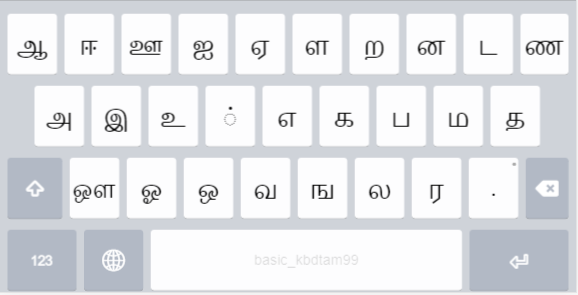 ஆ ஈ ஊ ஐ ஏ ள ற ன ட ண
அ இ உ ் எ க ப ம த
ஔ ஓ ஒ வ ங ல ர .
123 basic_kbdtam99